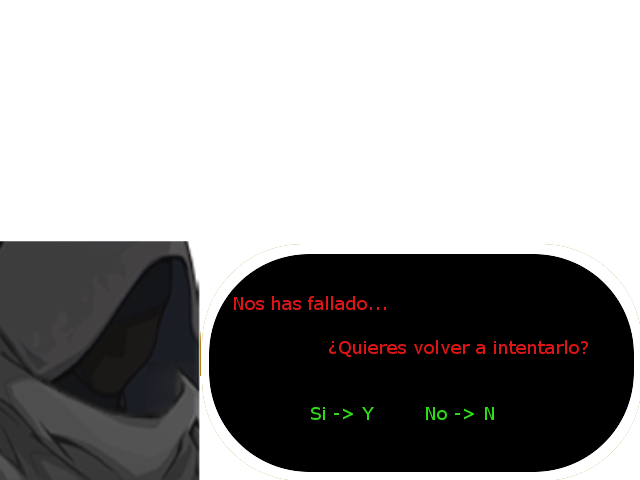 Nos has fallado...
¿Quieres volver a intentarlo?
Si -> Y No -> N